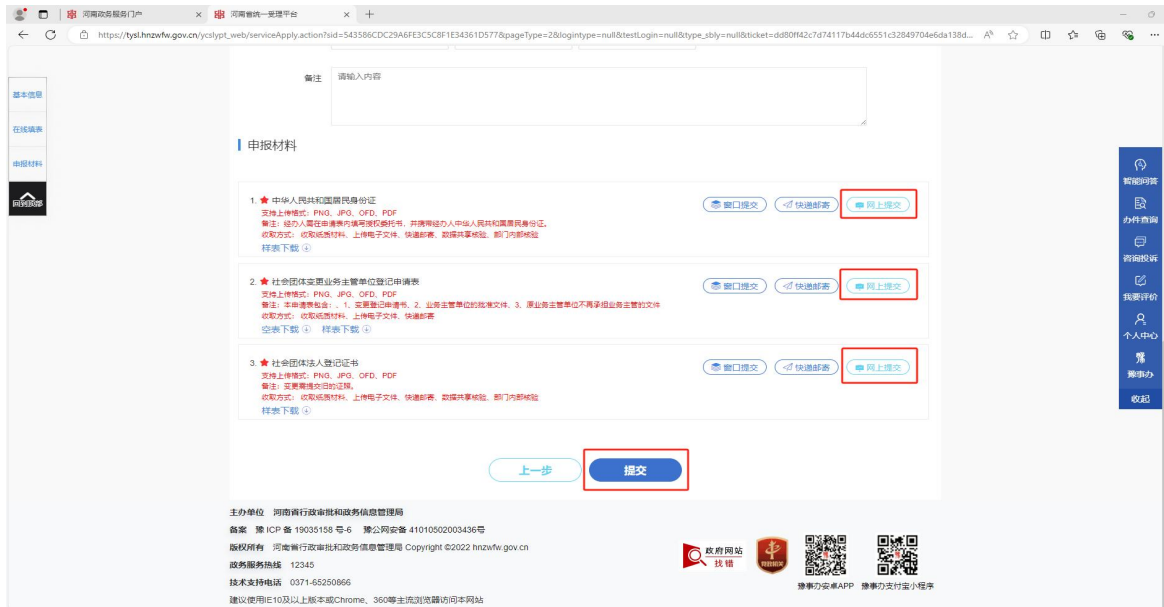 河南政务服务门户
河南省统一受理平台
https://tysl.hnzwfw.gov.cn/ycslypt_web/serviceApply.action?sid=543586CDC29A6FE3C5C8F1E34361D577&pageType=2&logintype=null&testLogin=null&type_sbly=null&ticket=dd80ff42c7d74117b44dc6551c32849704e6da138d...
基本信息
在线填表
申报材料
回到顶部
备注 请输入内容
申报材料
1. 中华人民共和国居民身份证
支持上传格式:PNG、JPG、OFD、PDF
备注:经办人需在申请表内填写授权委托书,并携带经办人中华人民共和国居民身份证。
收取方式: 收取纸质材料、上传电子文件、快递邮寄、数据共享核验、部门内部核验
样表下载
窗口提交 快递邮寄 网上提交
2. 社会团体变更业务主管单位登记申请表
支持上传格式:PNG、JPG、OFD、PDF
备注:本申请表包含:、1、变更登记申请书、2、业务主管单位的批准文件、3、原业务主管单位不再承担业务主管的文件
收取方式: 收取纸质材料、上传电子文件、快递邮寄
空表下载 样表下载
窗口提交 快递邮寄 网上提交
3. 社会团体法人登记证书
支持上传格式:PNG、JPG、OFD、PDF
备注:变更需提交旧的证照。
收取方式: 收取纸质材料、上传电子文件、快递邮寄、数据共享核验、部门内部核验
样表下载
窗口提交 快递邮寄 网上提交
上一步 提交
智能问答
办件查询
咨询投诉
我要评价
个人中心
豫事办
收起
主办单位 河南省行政审批和政务信息管理局
备案 豫 ICP 备 19035158 号-6 豫公网安备 41010502003436号
版权所有 河南省行政审批和政务信息管理局 Copyright ©2022 hnzwfw.gov.cn
政务服务热线 12345
技术支持电话 0371-65250866
建议使用IE10及以上版本或Chrome、360等主流浏览器访问本网站
政府网站
找错
党政机关
豫事办安卓APP 豫事办支付宝小程序